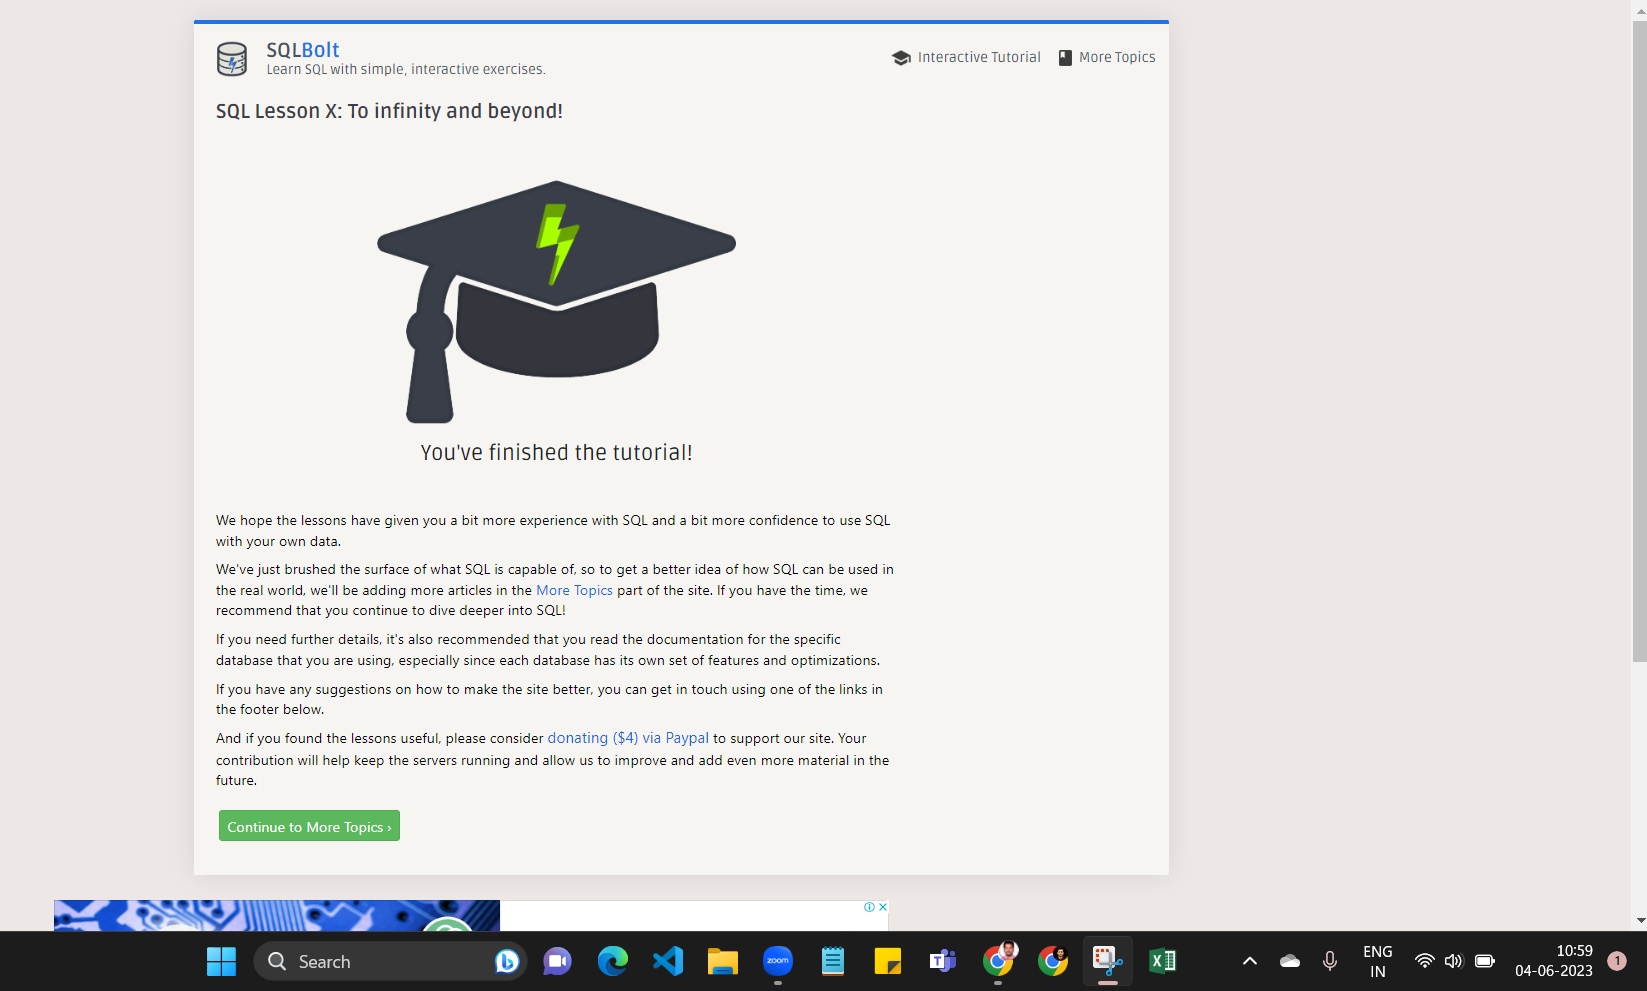 SQLBolt
Learn SQL with simple, interactive exercises.
Interactive Tutorial
More Topics
SQL Lesson X: To infinity and beyond!
You've finished the tutorial!
We hope the lessons have given you a bit more experience with SQL and a bit more confidence to use SQL
with your own data.
We've just brushed the surface of what SQL is capable of, so to get a better idea of how SQL can be used in
the real world, we'll be adding more articles in the More Topics part of the site. If you have the time, we
recommend that you continue to dive deeper into SQL!
If you need further details, it's also recommended that you read the documentation for the specific
database that you are using, especially since each database has its own set of features and optimizations.
If you have any suggestions on how to make the site better, you can get in touch using one of the links in
the footer below.
And if you found the lessons useful, please consider donating ($4) via Paypal to support our site. Your
contribution will help keep the servers running and allow us to improve and add even more material in the
future.
Continue to More Topics ›
Search
zoom
ENG
IN
10:59
04-06-2023
1